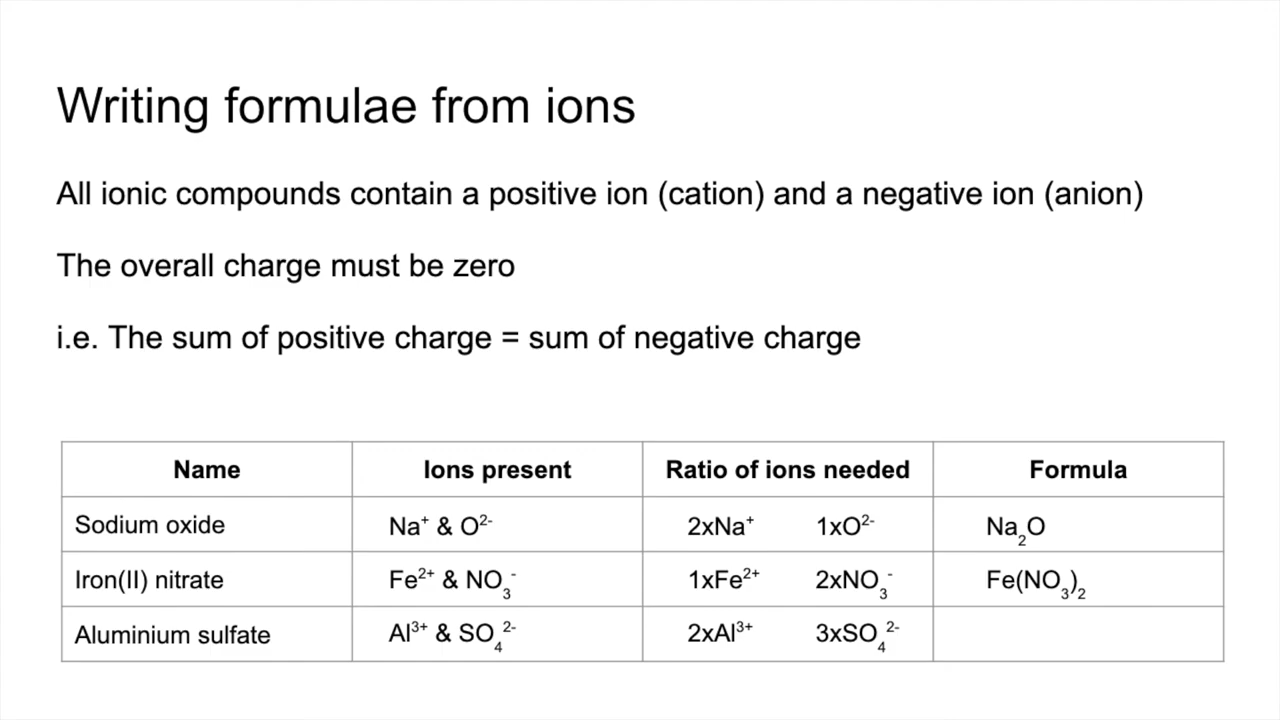 Writing formulae from ions
All ionic compounds contain a positive ion (cation) and a negative ion (anion)
The overall charge must be zero
i.e. The sum of positive charge = sum of negative charge
Name Ions present Ratio of ions needed Formula
Sodium oxide Na⁺ & O²⁻ 2xNa⁺ 1xO²⁻ Na₂O
Iron(II) nitrate Fe²⁺ & NO₃⁻ 1xFe²⁺ 2xNO₃⁻ Fe(NO₃)₂
Aluminium sulfate Al³⁺ & SO₄²⁻ 2xAl³⁺ 3xSO₄²⁻